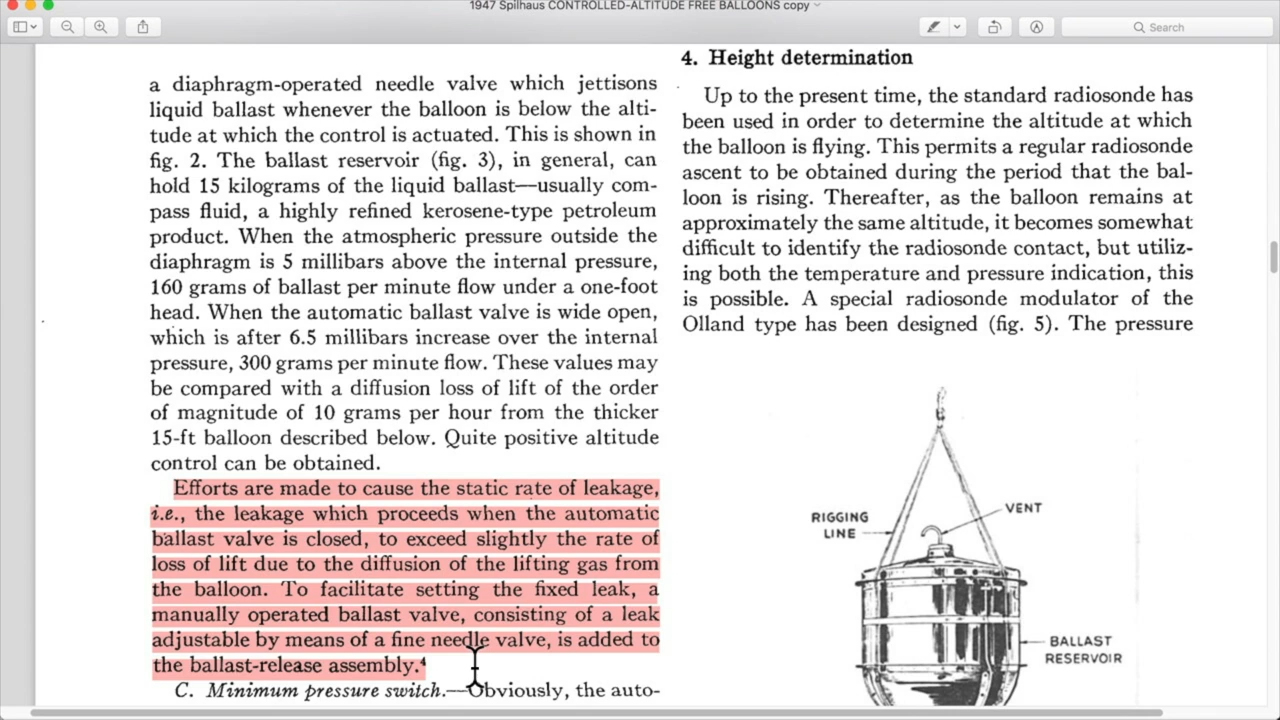 1947 Spilhaus CONTROLLED-ALTITUDE FREE BALLOONS copy
Search
a diaphragm-operated needle valve which jettisons
liquid ballast whenever the balloon is below the alti-
tude at which the control is actuated. This is shown in
fig. 2. The ballast reservoir (fig. 3), in general, can
hold 15 kilograms of the liquid ballast—usually com-
pass fluid, a highly refined kerosene-type petroleum
product. When the atmospheric pressure outside the
diaphragm is 5 millibars above the internal pressure,
160 grams of ballast per minute flow under a one-foot
head. When the automatic ballast valve is wide open,
which is after 6.5 millibars increase over the internal
pressure, 300 grams per minute flow. These values may
be compared with a diffusion loss of lift of the order
of magnitude of 10 grams per hour from the thicker
15-ft balloon described below. Quite positive altitude
control can be obtained.
Efforts are made to cause the static rate of leakage,
i.e., the leakage which proceeds when the automatic
ballast valve is closed, to exceed slightly the rate of
loss of lift due to the diffusion of the lifting gas from
the balloon. To facilitate setting the fixed leak, a
manually operated ballast valve, consisting of a leak
adjustable by means of a fine needle valve, is added to
the ballast-release assembly.⁴
C. Minimum pressure switch.—Obviously, the auto-
4. Height determination
Up to the present time, the standard radiosonde has
been used in order to determine the altitude at which
the balloon is flying. This permits a regular radiosonde
ascent to be obtained during the period that the bal-
loon is rising. Thereafter, as the balloon remains at
approximately the same altitude, it becomes somewhat
difficult to identify the radiosonde contact, but utiliz-
ing both the temperature and pressure indication, this
is possible. A special radiosonde modulator of the
Olland type has been designed (fig. 5). The pressure
RIGGING
LINE
VENT
BALLAST
RESERVOIR